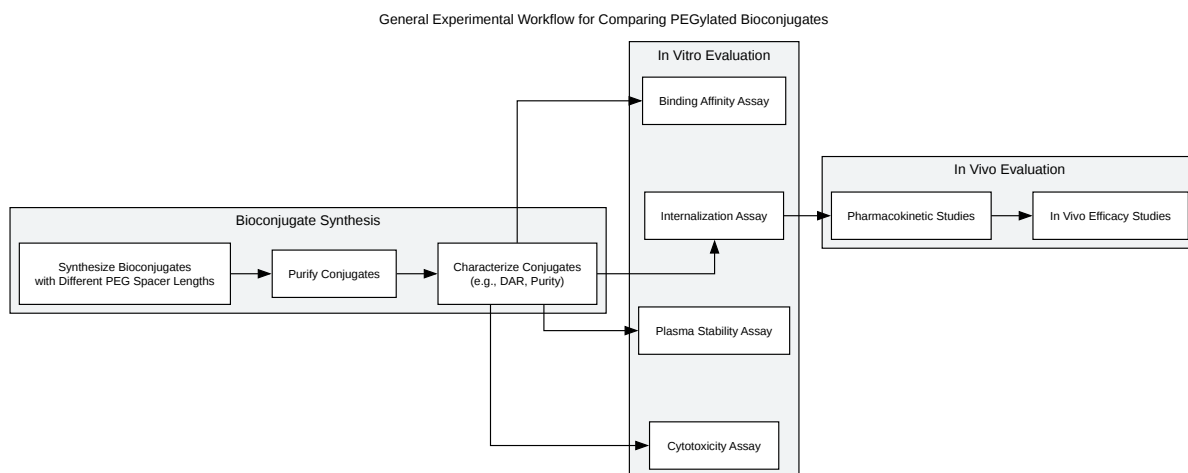 General Experimental Workflow for Comparing PEGylated Bioconjugates
Bioconjugate Synthesis
Synthesize Bioconjugates
with Different PEG Spacer Lengths
Purify Conjugates
Characterize Conjugates
(e.g., DAR, Purity)
In Vitro Evaluation
Binding Affinity Assay
Internalization Assay
Plasma Stability Assay
Cytotoxicity Assay
In Vivo Evaluation
Pharmacokinetic Studies
In Vivo Efficacy Studies